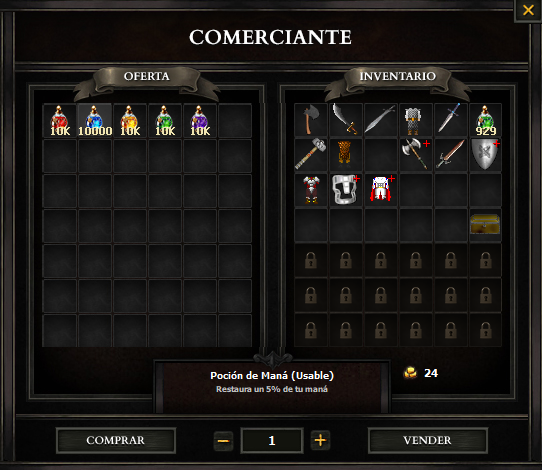 COMERCIANTE
OFERTA
INVENTARIO
10K 10000 10K 10K 10K
929
Poción de Maná (Usable)
Restaura un 5% de tu maná
24
COMPRAR
1
VENDER